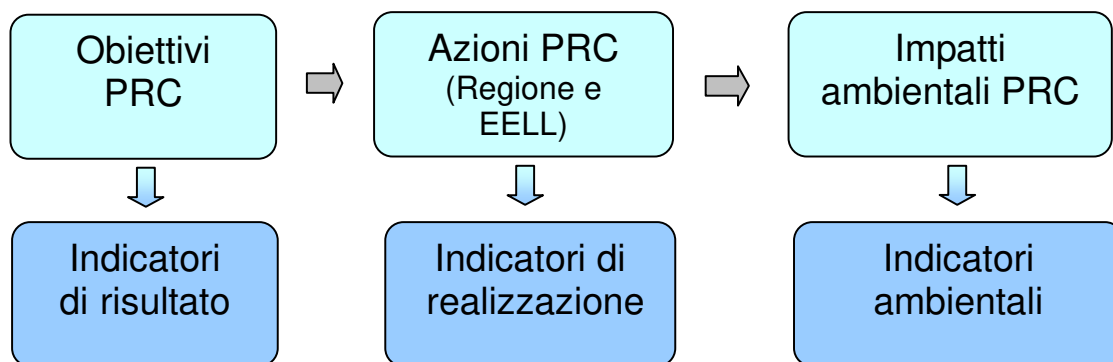 Obiettivi
PRC
Azioni PRC
(Regione e
EELL)
Impatti
ambientali PRC
Indicatori
di risultato
Indicatori di
realizzazione
Indicatori
ambientali